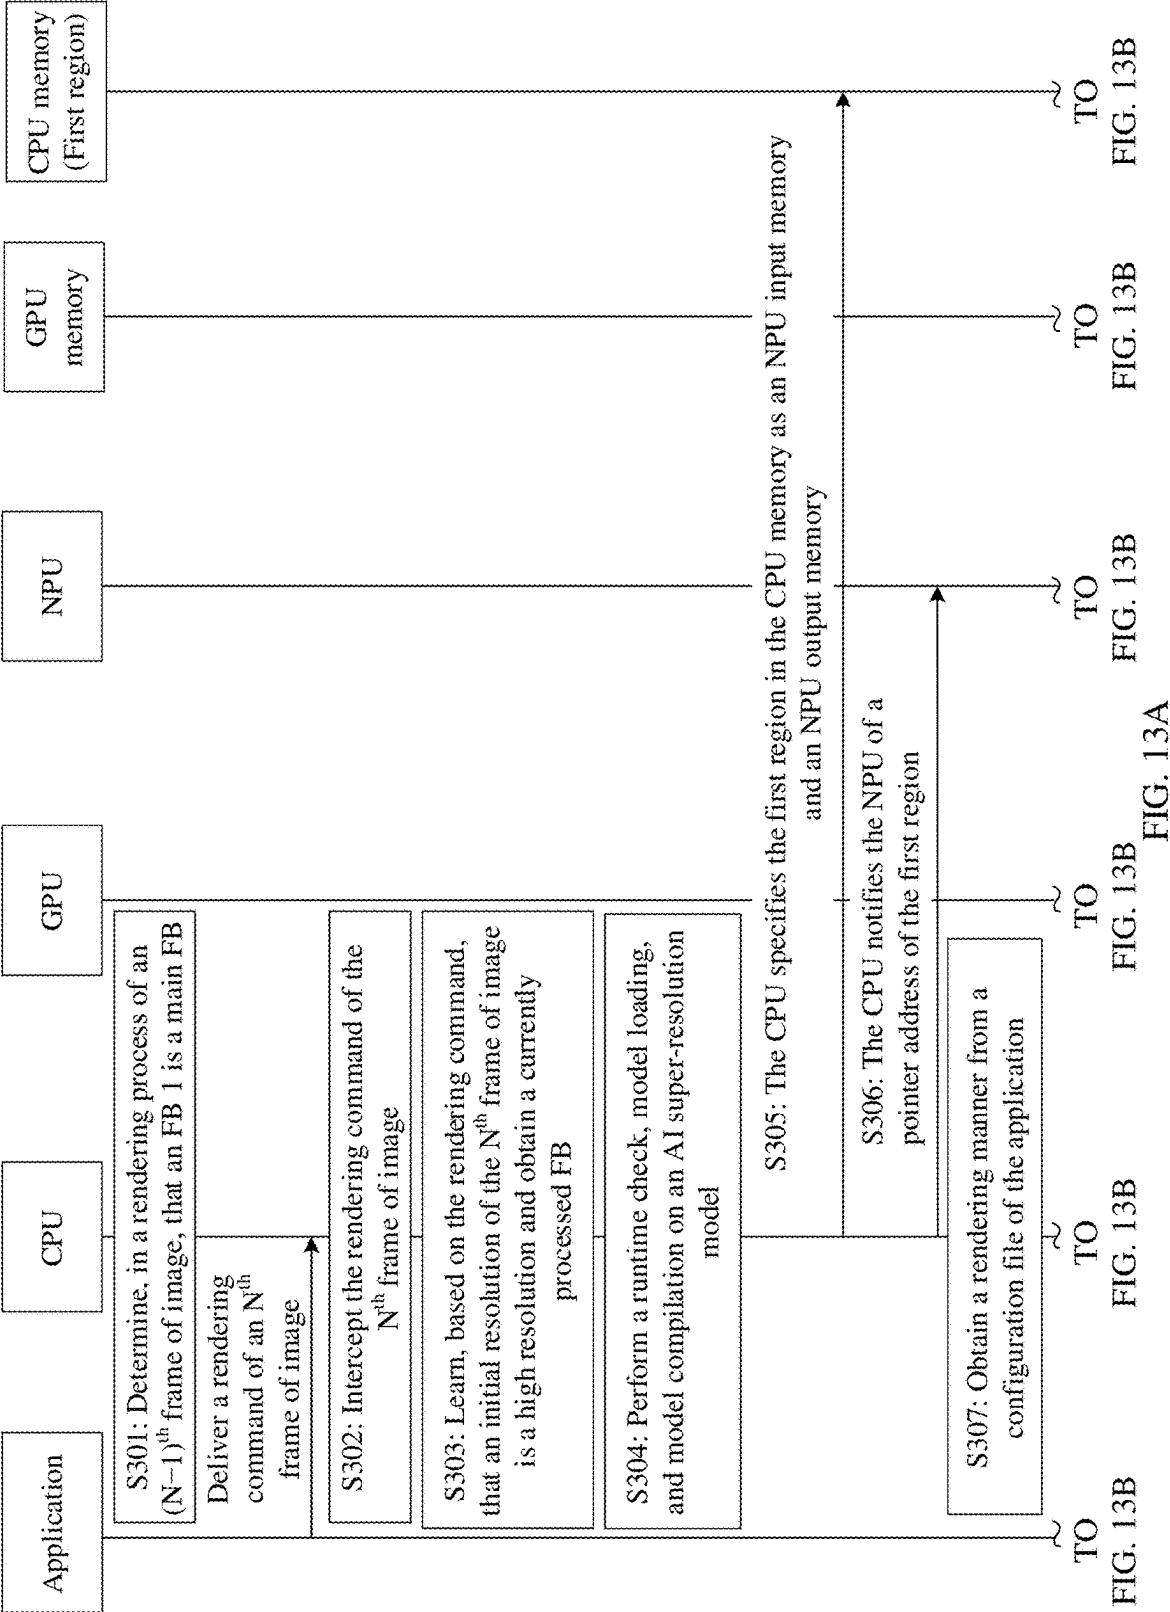 Application
CPU
GPU
NPU
GPU
memory
CPU memory
(First region)
S301: Determine, in a rendering process of an
(N−1)th frame of image, that an FB 1 is a main FB
Deliver a rendering
command of an Nth
frame of image
S302: Intercept the rendering command of the
Nth frame of image
S303: Learn, based on the rendering command,
that an initial resolution of the Nth frame of image
is a high resolution and obtain a currently
processed FB
S304: Perform a runtime check, model loading,
and model compilation on an AI super-resolution
model
S305: The CPU specifies the first region in the CPU memory as an NPU input memory
and an NPU output memory
S306: The CPU notifies the NPU of a
pointer address of the first region
S307: Obtain a rendering manner from a
configuration file of the application
TO
FIG. 13B
TO
FIG. 13B
TO
FIG. 13B
TO
FIG. 13B
TO
FIG. 13B
TO
FIG. 13B
FIG. 13A